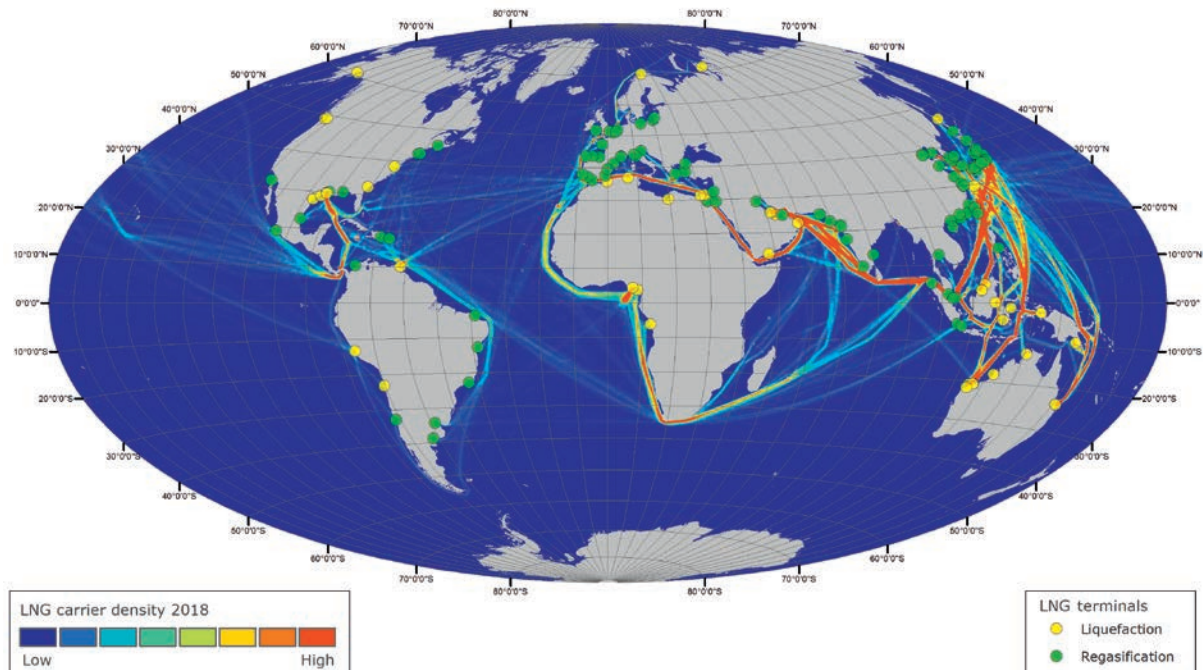 80°0'0"N
80°0'0"N
70°0'0"N
70°0'0"N
60°0'0"N
60°0'0"N
50°0'0"N
50°0'0"N
40°0'0"N
40°0'0"N
30°0'0"N
30°0'0"N
20°0'0"N
20°0'0"N
10°0'0"N
10°0'0"N
0°0'0"
0°0'0"
10°0'0"S
10°0'0"S
20°0'0"S
20°0'0"S
30°0'0"S
30°0'0"S
40°0'0"S
40°0'0"S
50°0'0"S
50°0'0"S
60°0'0"S
60°0'0"S
70°0'0"S
70°0'0"S
80°0'0"S
80°0'0"S
LNG carrier density 2018
Low High
LNG terminals
Liquefaction
Regasification